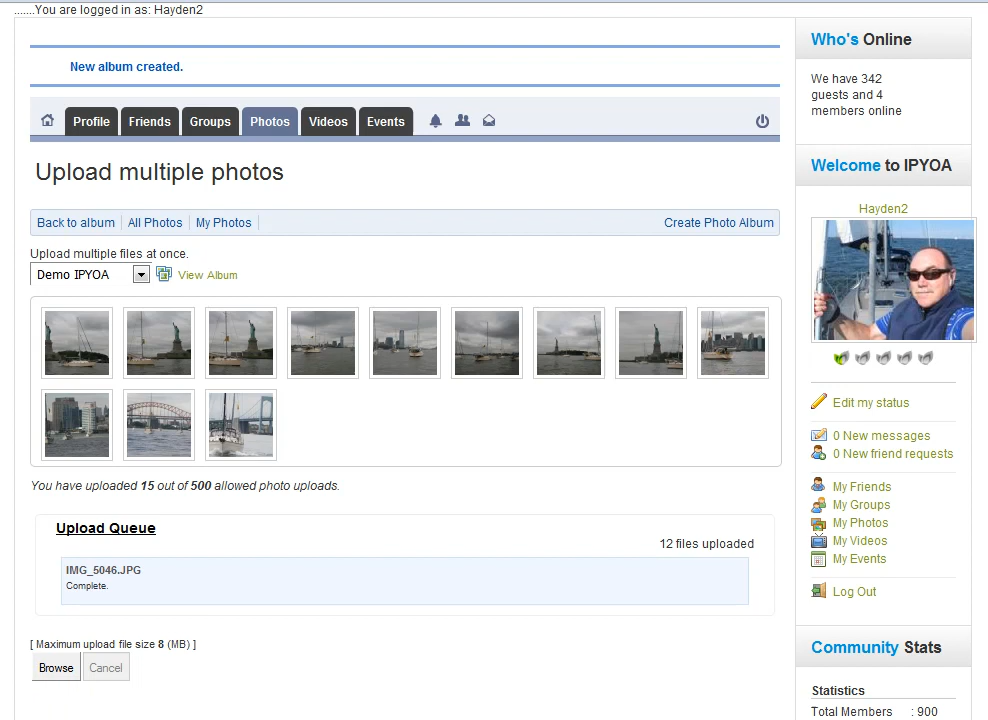 .......You are logged in as: Hayden2
New album created.
Profile
Friends
Groups
Photos
Videos
Events
Upload multiple photos
Back to album
All Photos
My Photos
Create Photo Album
Upload multiple files at once.
Demo IPYOA
View Album
You have uploaded 15 out of 500 allowed photo uploads.
Upload Queue
12 files uploaded
IMG_5046.JPG
Complete.
[ Maximum upload file size 8 (MB) ]
Browse
Cancel
Who's Online
We have 342
guests and 4
members online
Welcome to IPYOA
Hayden2
Edit my status
0 New messages
0 New friend requests
My Friends
My Groups
My Photos
My Videos
My Events
Log Out
Community Stats
Statistics
Total Members : 900